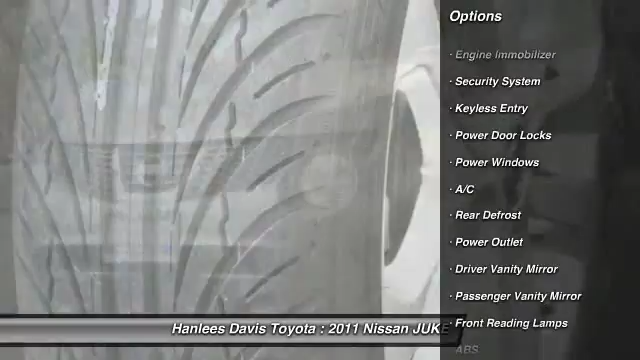 Options
· Engine Immobilizer
· Security System
· Keyless Entry
· Power Door Locks
· Power Windows
· A/C
· Rear Defrost
· Power Outlet
· Driver Vanity Mirror
· Passenger Vanity Mirror
· Front Reading Lamps
Hanlees Davis Toyota : 2011 Nissan JUKE
· ABS